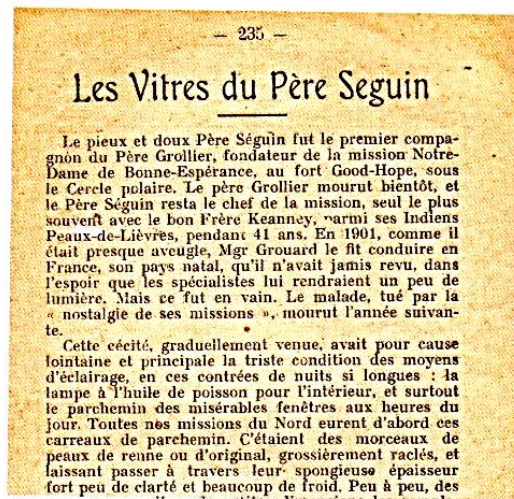 — 235 —
Les Vitres du Père Seguin
Le pieux et doux Père Séguin fut le premier compa-
gnon du Père Grollier, fondateur de la mission Notre-
Dame de Bonne-Espérance, au fort Good-Hope, sous
le Cercle polaire. Le père Grollier mourut bientôt, et
le Père Séguin resta le chef de la mission, seul le plus
souvent avec le bon Frère Keanney, parmi ses Indiens
Peaux-de-Lièvres, pendant 41 ans. En 1901, comme il
était presque aveugle, Mgr Grouard le fit conduire en
France, son pays natal, qu'il n'avait jamis revu, dans
l'espoir que les spécialistes lui rendraient un peu de
lumière. Mais ce fut en vain. Le malade, tué par la
« nostalgie de ses missions », mourut l'année suivan-
te.
Cette cécité, graduellement venue, avait pour cause
lointaine et principale la triste condition des moyens
d'éclairage, en ces contrées de nuits si longues : la
lampe à l'huile de poisson pour l'intérieur, et surtout
le parchemin des misérables fenêtres aux heures du
jour. Toutes nos missions du Nord eurent d'abord ces
carreaux de parchemin. C'étaient des morceaux de
peaux de renne ou d'original, grossièrement raclés, et
laissant passer à travers leur spongieuse épaisseur
fort peu de clarté et beaucoup de froid. Peu à peu, des